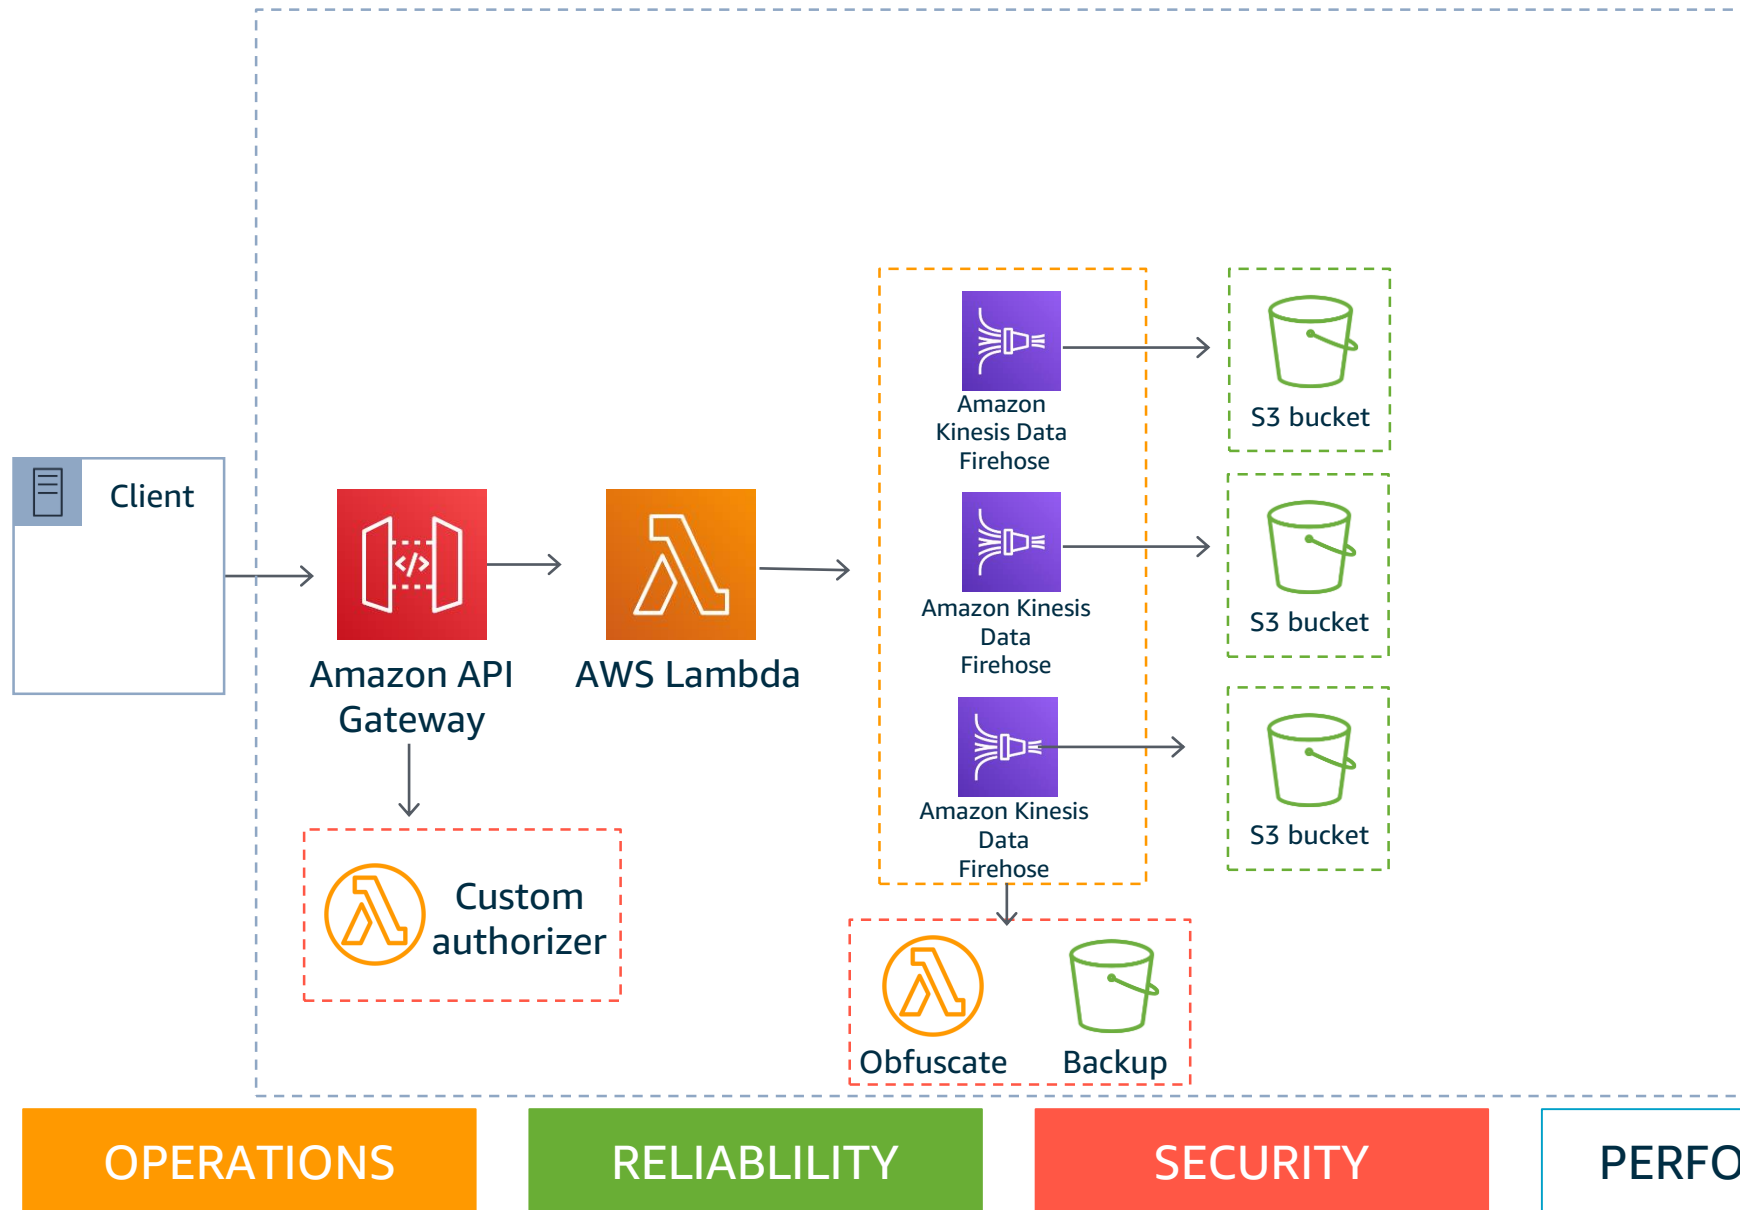 Client
Amazon API
Gateway
</>
AWS Lambda
Custom
authorizer
Amazon
Kinesis Data
Firehose
Amazon Kinesis
Data
Firehose
Amazon Kinesis
Data
Firehose
S3 bucket
S3 bucket
S3 bucket
Obfuscate
Backup
OPERATIONS
RELIABLILITY
SECURITY
PERFO